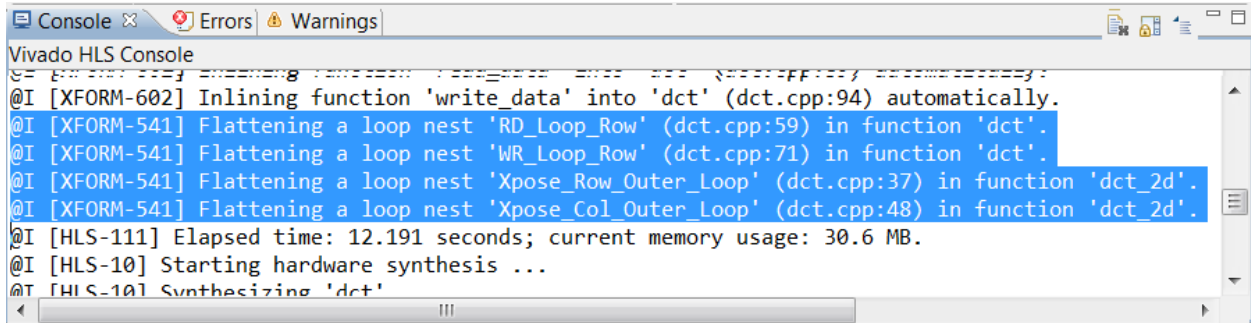 Console Errors Warnings
Vivado HLS Console
@I [XFORM-602] Inlining function 'write_data' into 'dct' (dct.cpp:94) automatically.
@I [XFORM-541] Flattening a loop nest 'RD_Loop_Row' (dct.cpp:59) in function 'dct'.
@I [XFORM-541] Flattening a loop nest 'WR_Loop_Row' (dct.cpp:71) in function 'dct'.
@I [XFORM-541] Flattening a loop nest 'Xpose_Row_Outer_Loop' (dct.cpp:37) in function 'dct_2d'.
@I [XFORM-541] Flattening a loop nest 'Xpose_Col_Outer_Loop' (dct.cpp:48) in function 'dct_2d'.
@I [HLS-111] Elapsed time: 12.191 seconds; current memory usage: 30.6 MB.
@I [HLS-10] Starting hardware synthesis ...
@I [HLS-10] Synthesizing 'dct'